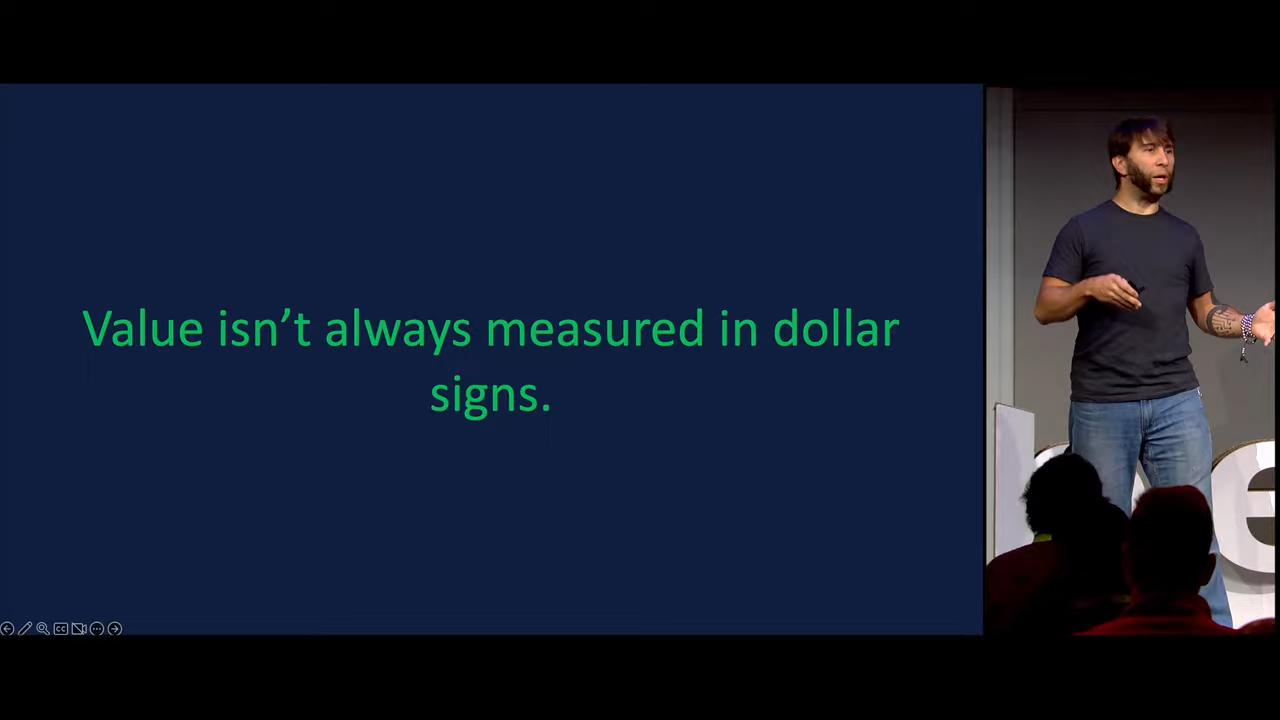 Value isn’t always measured in dollar
signs.